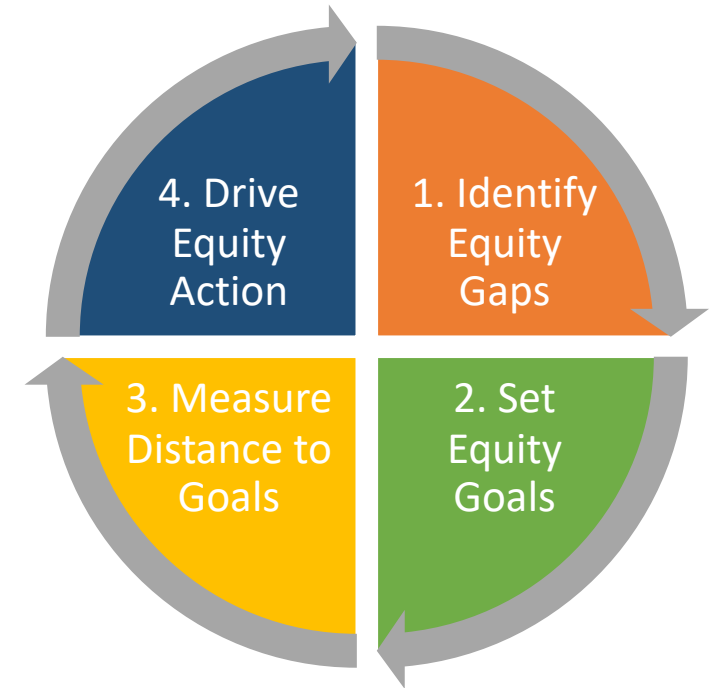 1. Identify
Equity
Gaps
2. Set
Equity
Goals
3. Measure
Distance to
Goals
4. Drive
Equity
Action